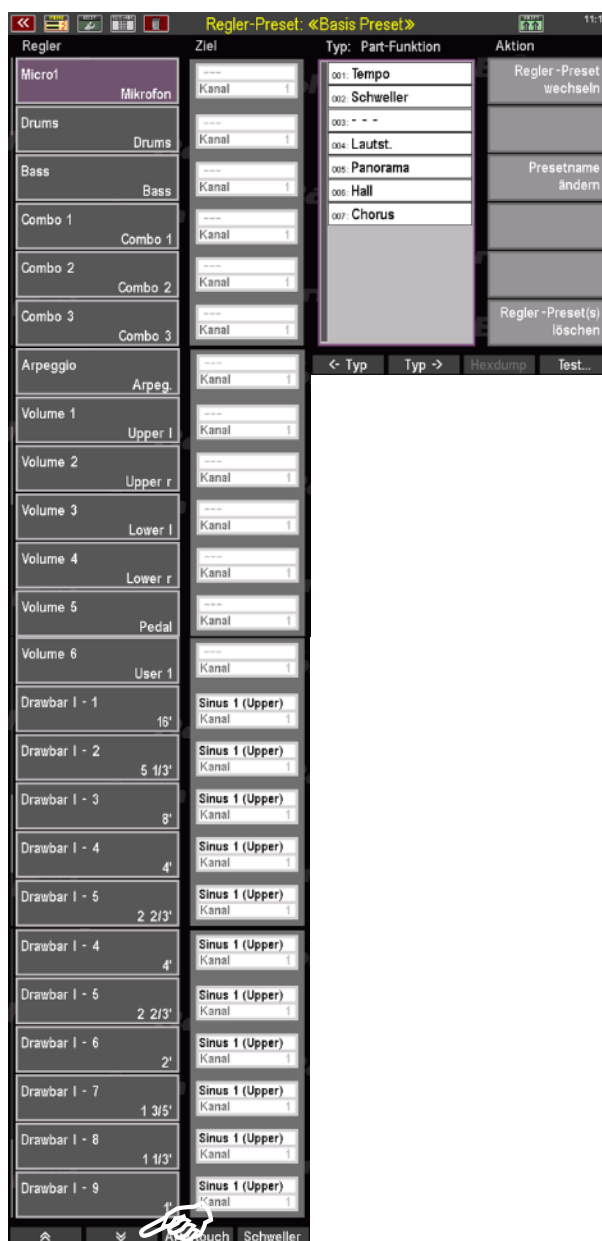 Regler-Preset: «Basis Preset»
Regler
Ziel
Typ: Part-Funktion
Aktion
Micro1
Mikrofon
---
Kanal 1
Drums
Drums
---
Kanal 1
Bass
Bass
---
Kanal 1
Combo 1
Combo 1
---
Kanal 1
Combo 2
Combo 2
---
Kanal 1
Combo 3
Combo 3
---
Kanal 1
001: Tempo
002: Schweller
003: - - -
004: Lautst.
005: Panorama
006: Hall
007: Chorus
Regler-Preset
wechseln
Presetname
ändern
Regler-Preset(s)
löschen
<- Typ
Typ ->
Hexdump
Test...
Arpeggio
Arpeg.
---
Kanal 1
Volume 1
Upper l
---
Kanal 1
Volume 2
Upper r
---
Kanal 1
Volume 3
Lower l
---
Kanal 1
Volume 4
Lower r
---
Kanal 1
Volume 5
Pedal
---
Kanal 1
Volume 6
User 1
---
Kanal 1
Drawbar I - 1
16'
Sinus 1 (Upper)
Kanal 1
Drawbar I - 2
5 1/3'
Sinus 1 (Upper)
Kanal 1
Drawbar I - 3
8'
Sinus 1 (Upper)
Kanal 1
Drawbar I - 4
4'
Sinus 1 (Upper)
Kanal 1
Drawbar I - 5
2 2/3'
Sinus 1 (Upper)
Kanal 1
Drawbar I - 4
4'
Sinus 1 (Upper)
Kanal 1
Drawbar I - 5
2 2/3'
Sinus 1 (Upper)
Kanal 1
Drawbar I - 6
2'
Sinus 1 (Upper)
Kanal 1
Drawbar I - 7
1 3/5'
Sinus 1 (Upper)
Kanal 1
Drawbar I - 8
1 1/3'
Sinus 1 (Upper)
Kanal 1
Drawbar I - 9
1'
Sinus 1 (Upper)
Kanal 1
Schweller